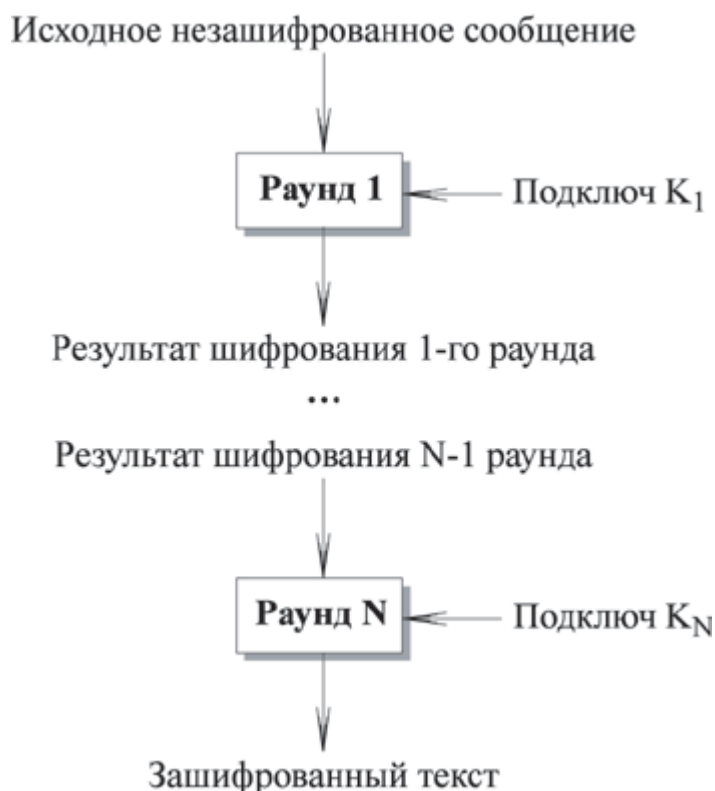 Исходное незашифрованное сообщение
Раунд 1
Подключ K₁
Результат шифрования 1-го раунда
...
Результат шифрования N-1 раунда
Раунд N
Подключ K_N
Зашифрованный текст